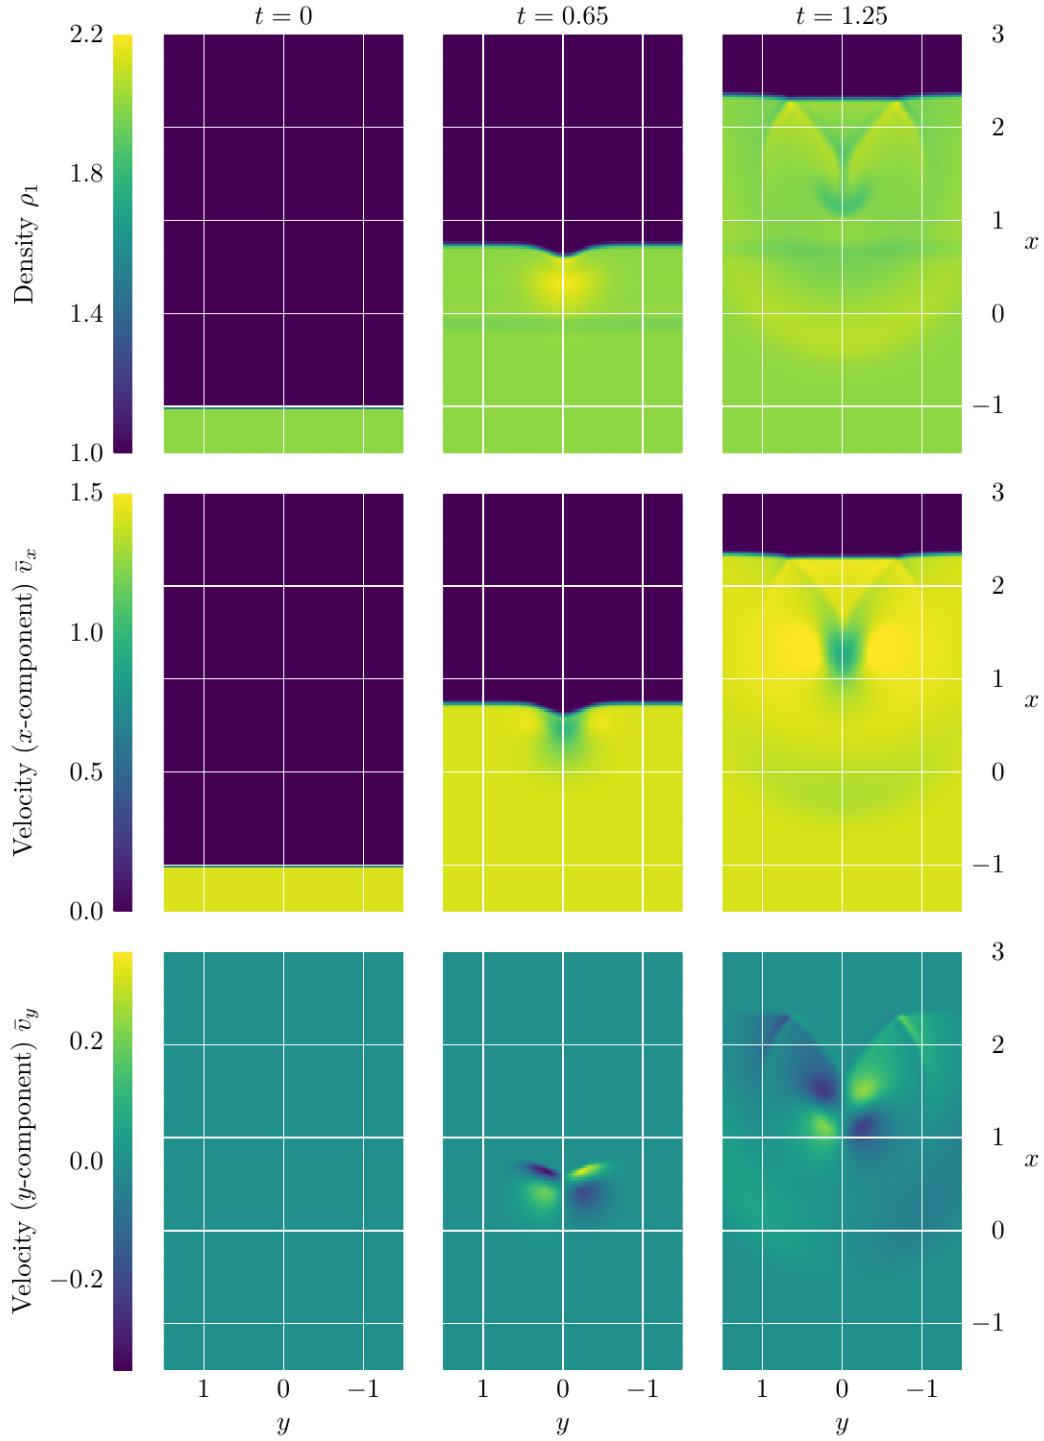 t = 0 t = 0.65 t = 1.25
2.2
1.8
1.4
1.0
Density ρ₁
3
2
1
0
−1
x
1.5
1.0
0.5
0.0
Velocity (x-component) v̄ₓ
3
2
1
0
−1
x
0.2
0.0
−0.2
Velocity (y-component) v̄_y
3
2
1
0
−1
x
1 0 −1 1 0 −1 1 0 −1
y y y